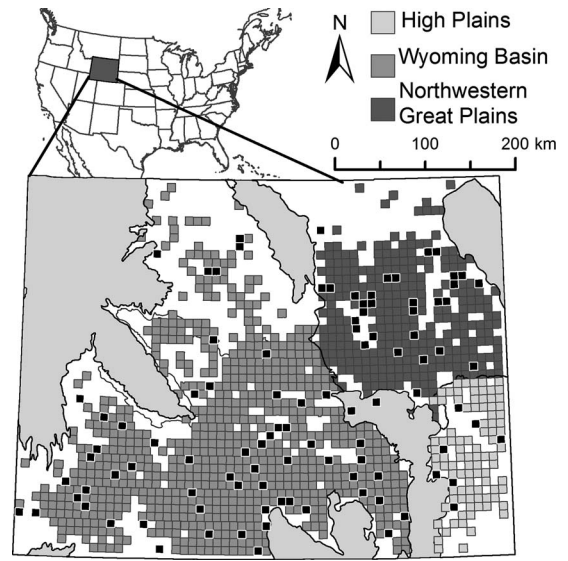 N
High Plains
Wyoming Basin
Northwestern
Great Plains
0 100 200 km